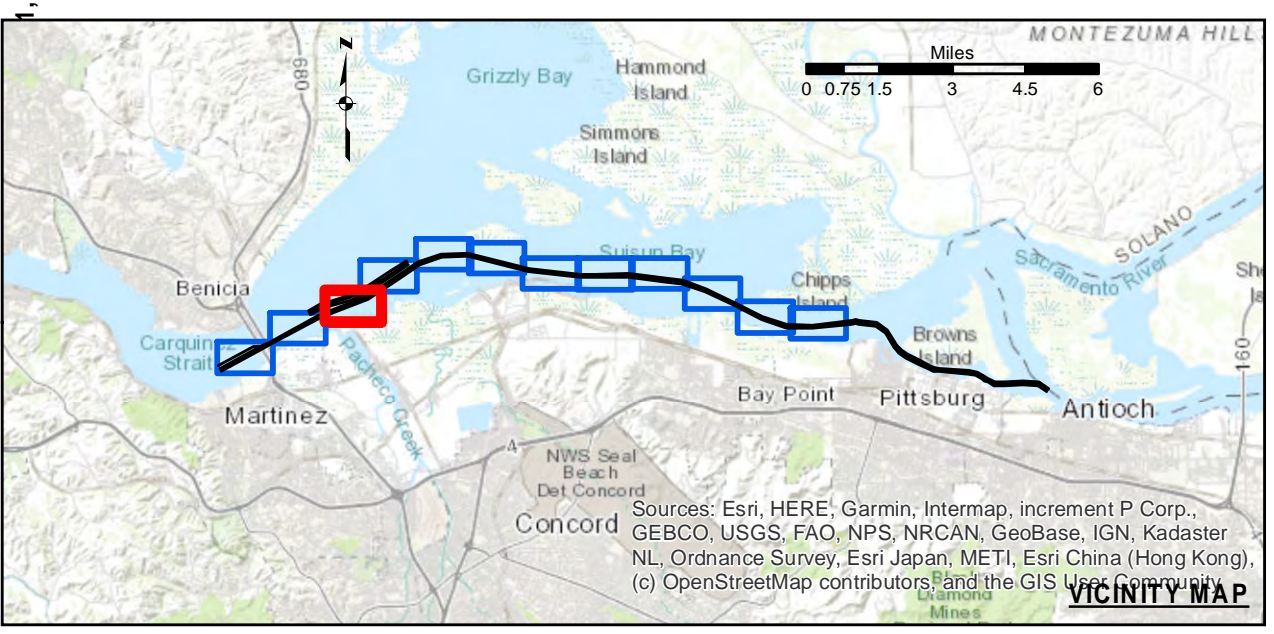 MONTEZUMA HILL
Miles
0 0.75 1.5 3 4.5 6
N
680
Grizzly Bay
Hammond
Island
Simmons
Island
SOLANO
Suisun Bay
Sacramento River
Chipps
Island
Benicia
Carquinez
Strait
Pacheco Creek
Browns
Island
160
Martinez
Bay Point
Pittsburg
Antioch
4
NWS Seal
Beach
Det Concord
Concord
Sources: Esri, HERE, Garmin, Intermap, increment P Corp.,
GEBCO, USGS, FAO, NPS, NRCAN, GeoBase, IGN, Kadaster
NL, Ordnance Survey, Esri Japan, METI, Esri China (Hong Kong),
(c) OpenStreetMap contributors, and the GIS User Community
Diamond
Mines
VICINITY MAP